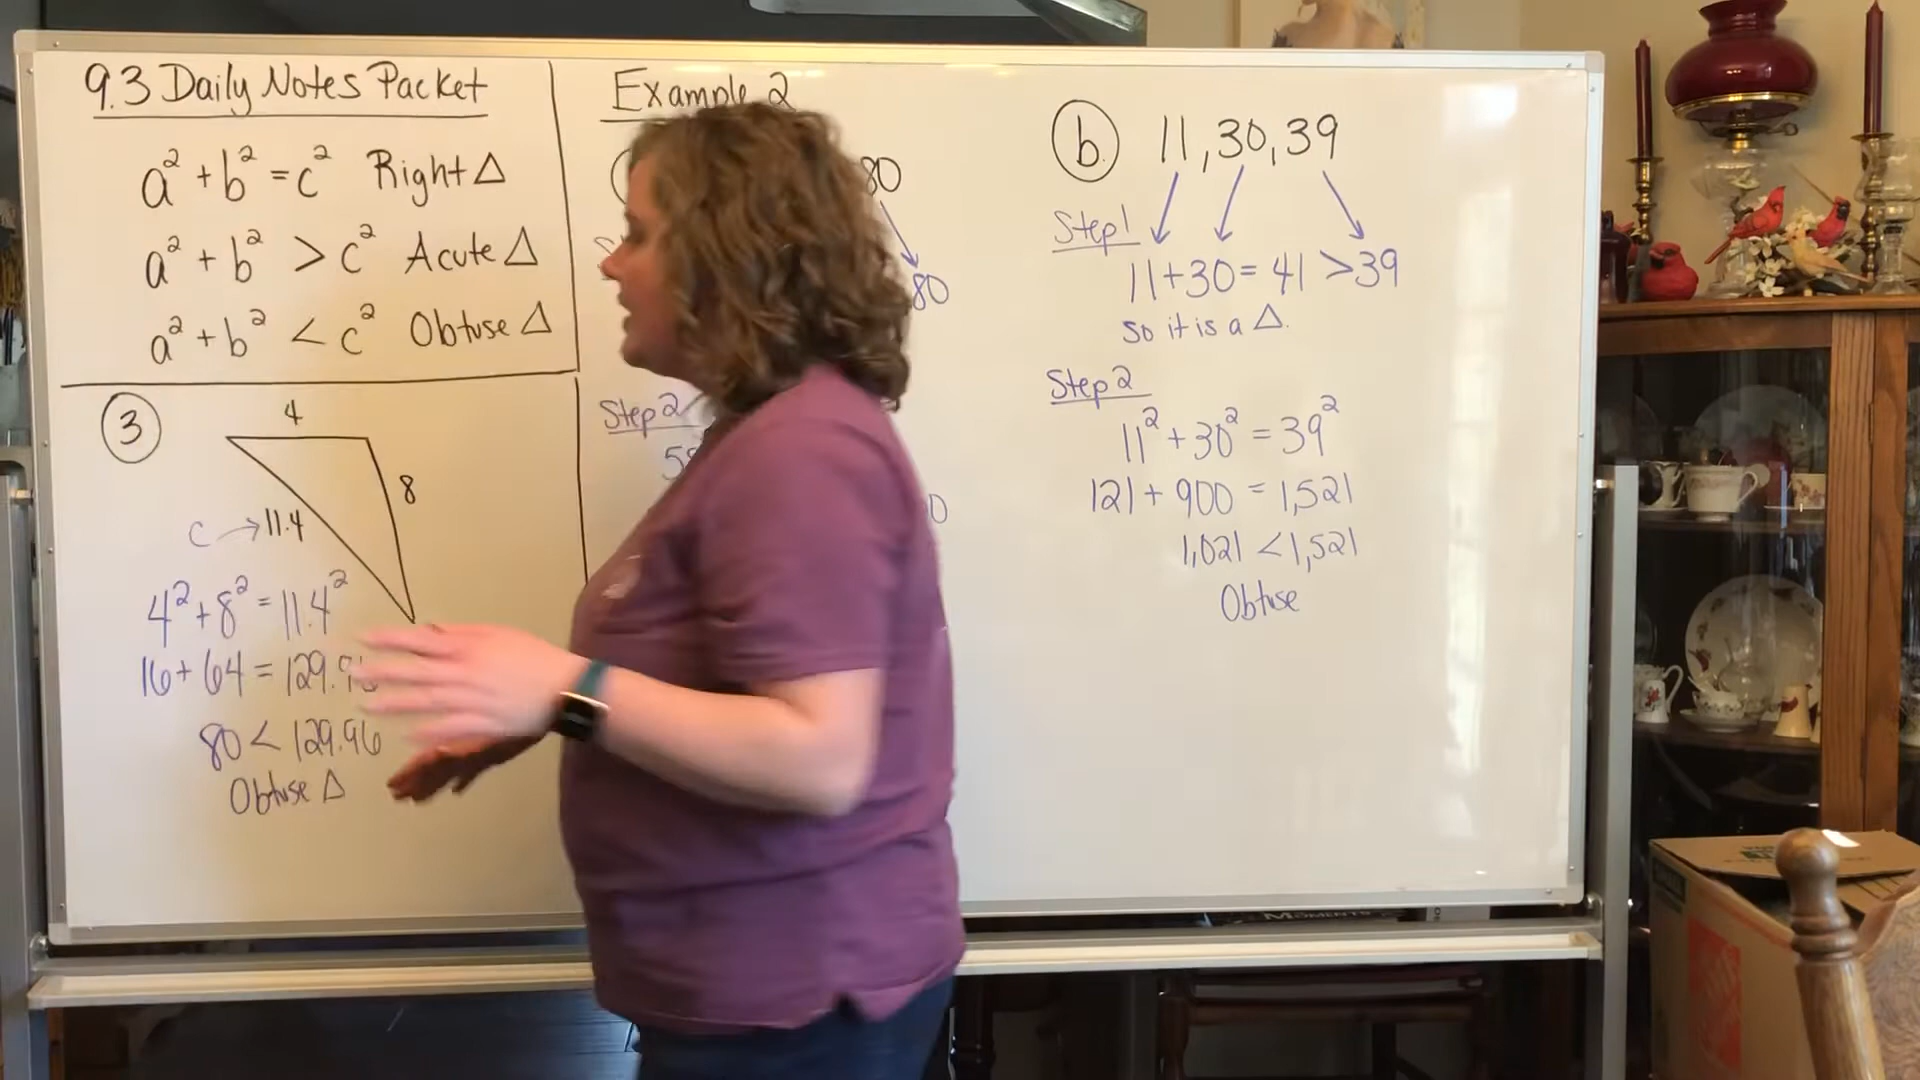 9.3 Daily Notes Packet
a² + b² = c² Right △
a² + b² > c² Acute △
a² + b² < c² Obtuse △
3
4
8
C → 11.4
4² + 8² = 11.4²
16 + 64 = 129.96
80 < 129.96
Obtuse △
Example 2
80
80
Step 2
b. 11, 30, 39
Step 1
11 + 30 = 41 > 39
So it is a △.
Step 2
11² + 30² = 39²
121 + 900 = 1,521
1,021 < 1,521
Obtuse